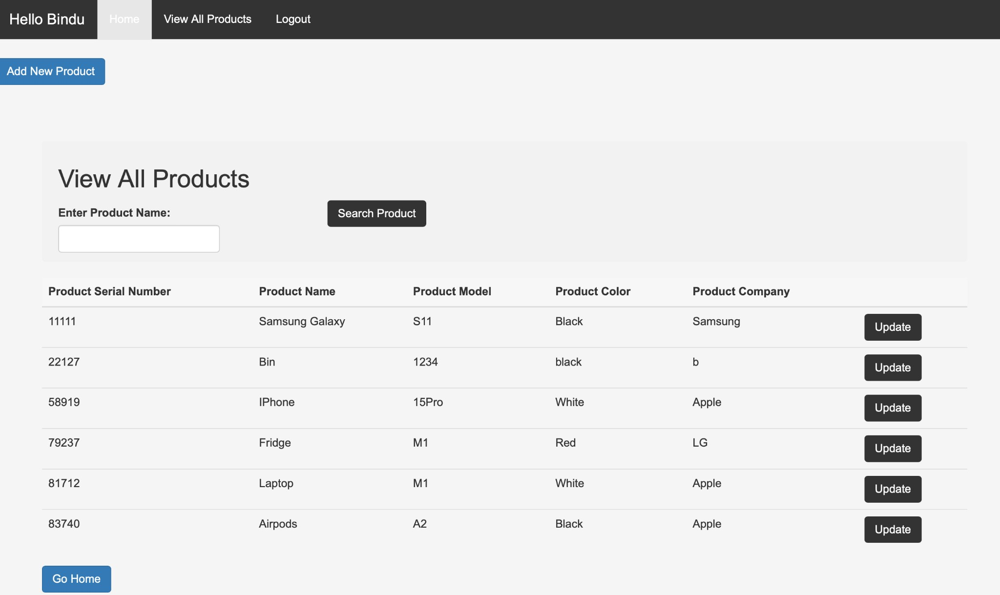 Hello Bindu Home View All Products Logout
Add New Product
View All Products
Enter Product Name:
Search Product
Product Serial Number Product Name Product Model Product Color Product Company
11111 Samsung Galaxy S11 Black Samsung Update
22127 Bin 1234 black b Update
58919 IPhone 15Pro White Apple Update
79237 Fridge M1 Red LG Update
81712 Laptop M1 White Apple Update
83740 Airpods A2 Black Apple Update
Go Home